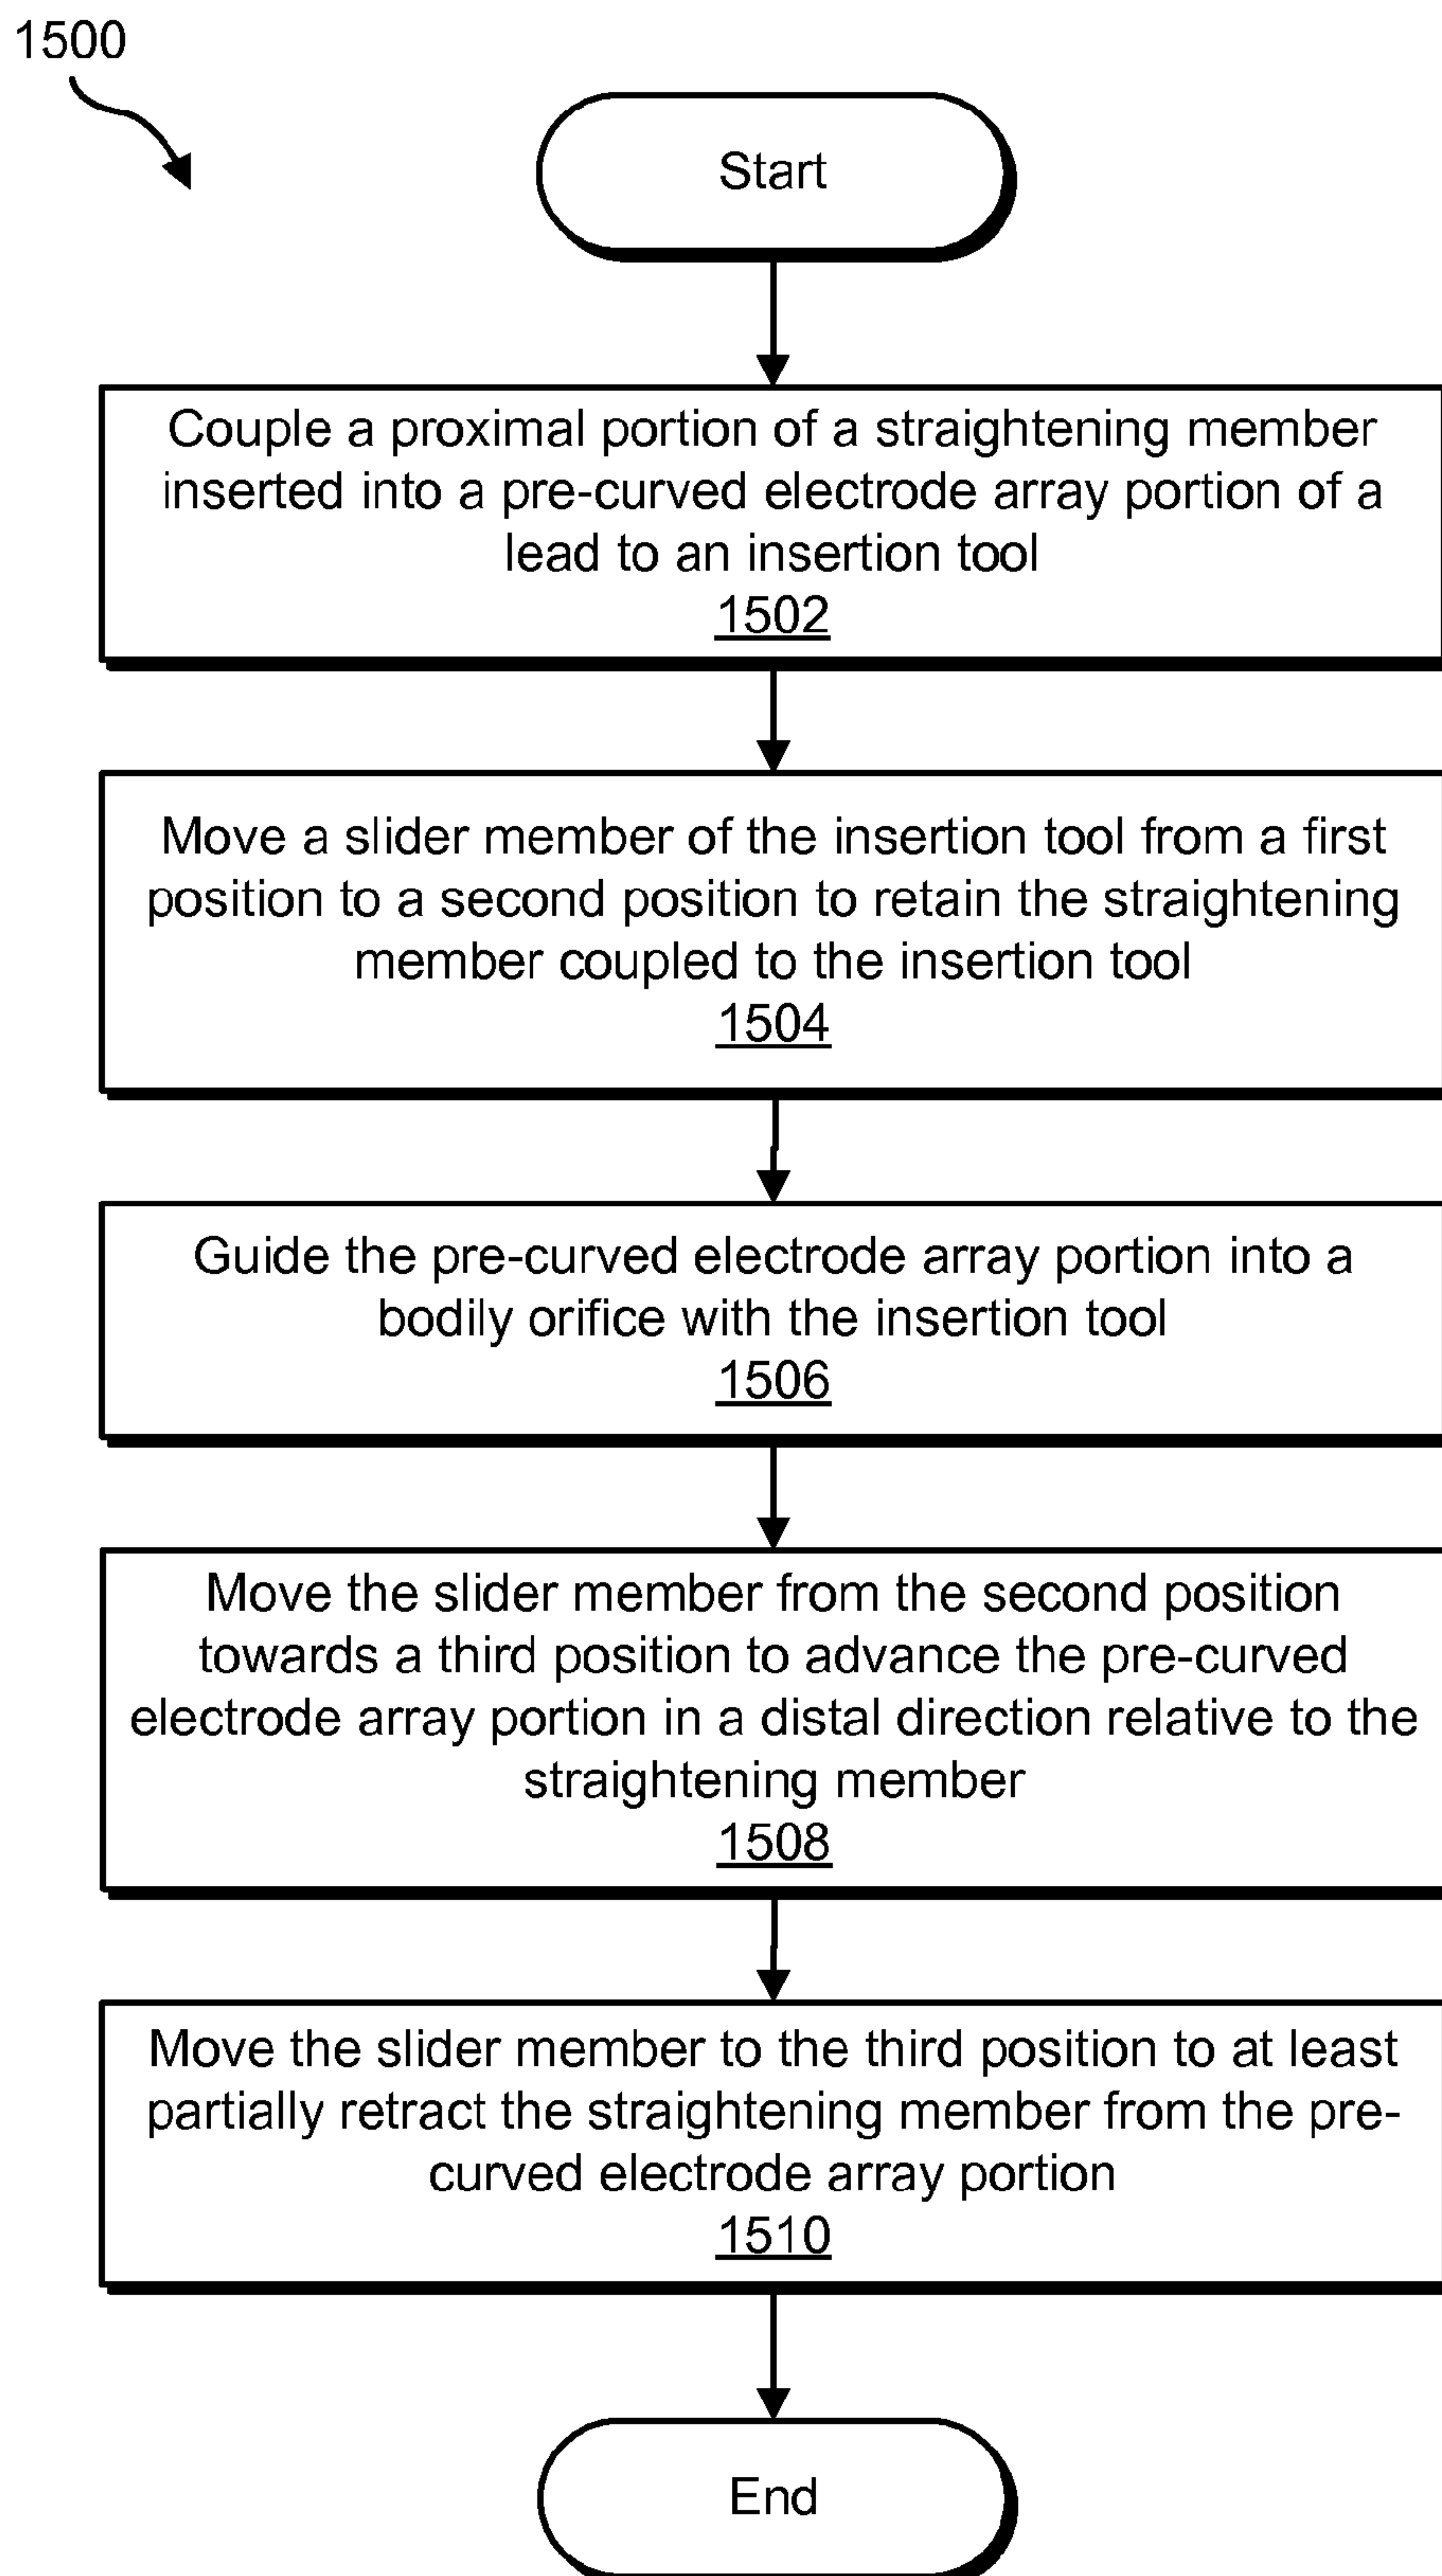 1500
Start
Couple a proximal portion of a straightening member
inserted into a pre-curved electrode array portion of a
lead to an insertion tool
1502
Move a slider member of the insertion tool from a first
position to a second position to retain the straightening
member coupled to the insertion tool
1504
Guide the pre-curved electrode array portion into a
bodily orifice with the insertion tool
1506
Move the slider member from the second position
towards a third position to advance the pre-curved
electrode array portion in a distal direction relative to the
straightening member
1508
Move the slider member to the third position to at least
partially retract the straightening member from the pre-
curved electrode array portion
1510
End